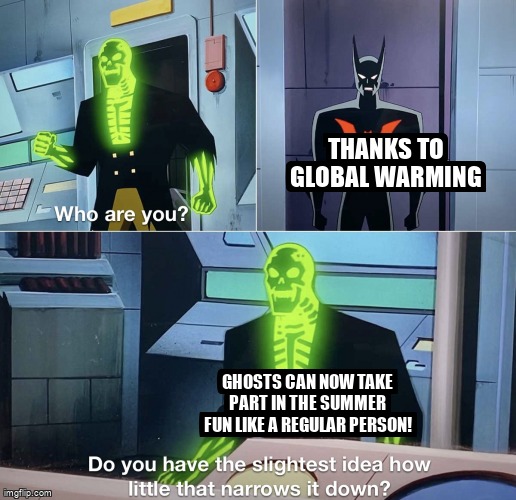 Who are you?
THANKS TO
GLOBAL WARMING
GHOSTS CAN NOW TAKE
PART IN THE SUMMER
FUN LIKE A REGULAR PERSON!
Do you have the slightest idea how
little that narrows it down?
imgflip.com